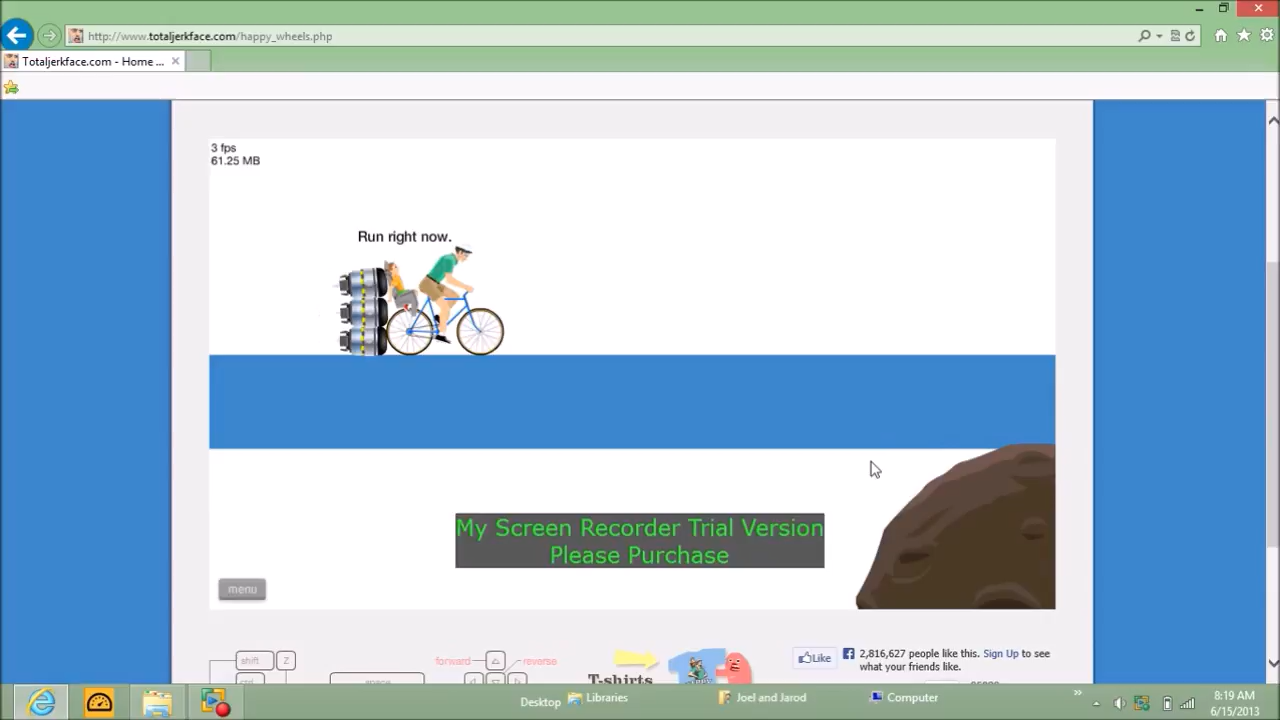 http://www.totaljerkface.com/happy_wheels.php
Totaljerkface.com - Home ...
3 fps
61.25 MB
Run right now.
My Screen Recorder Trial Version
Please Purchase
menu
shift
Z
forward
reverse
space
T-shirts
Like
2,816,627 people like this. Sign Up to see
what your friends like.
Desktop
Libraries
Joel and Jarod
Computer
8:19 AM
6/15/2013